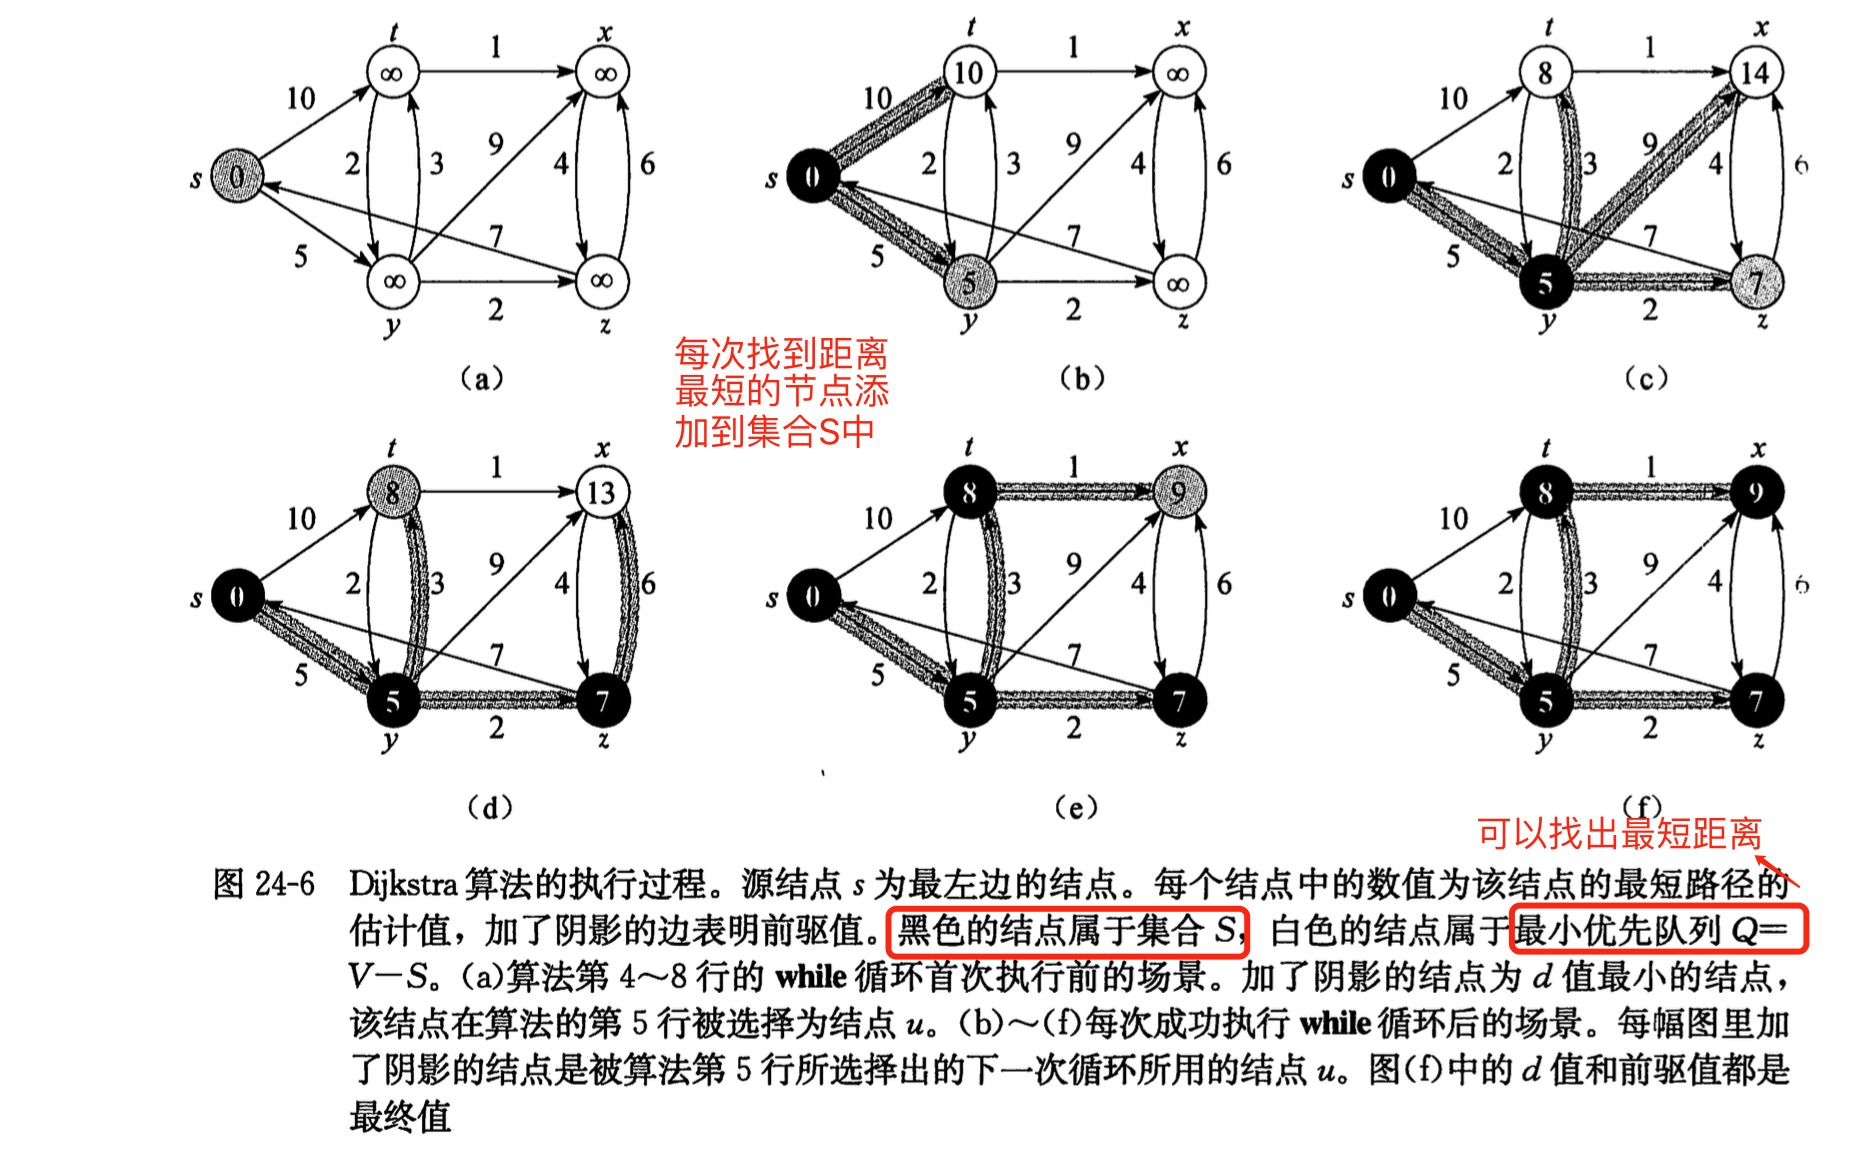 t x
1
∞ ∞
10
9
s 0 2 3 4 6
7
5
∞ ∞
2
y z
(a)
t x
1
10 ∞
10
9
s 0 2 3 4 6
7
5
5 ∞
2
y z
(b)
t x
1
8 14
10
9
s 0 2 3 4 6
7
5
5 7
2
y z
(c)
每次找到距离
最短的节点添
加到集合S中
t x
1
8 13
10
9
s 0 2 3 4 6
7
5
5 7
2
y z
(d)
t x
1
8 9
10
9
s 0 2 3 4 6
7
5
5 7
2
y z
(e)
t x
1
8 9
10
9
s 0 2 3 4 6
7
5
5 7
2
y z
(f)
可以找出最短距离
图 24-6 Dijkstra 算法的执行过程。源结点 s 为最左边的结点。每个结点中的数值为该结点的最短路径的
估计值，加了阴影的边表明前驱值。黑色的结点属于集合 S，白色的结点属于最小优先队列 Q=
V-S。(a)算法第 4～8 行的 while 循环首次执行前的场景。加了阴影的结点为 d 值最小的结点，
该结点在算法的第 5 行被选择为结点 u。(b)～(f)每次成功执行 while 循环后的场景。每幅图里加
了阴影的结点是被算法第 5 行所选择出的下一次循环所用的结点 u。图(f)中的 d 值和前驱值都是
最终值